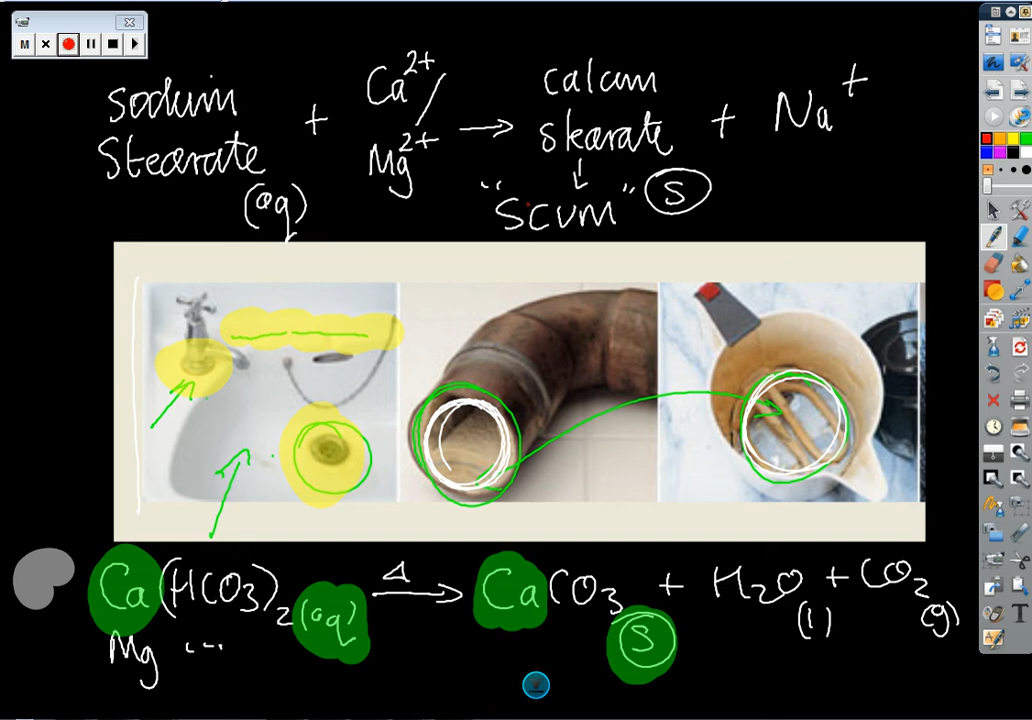 M
sodium stearate (aq) + Ca2+/ Mg2+ → calcium stearate + Na+
↓
"SCUM" (S)
Ca(HCO3)2(aq) Δ→ CaCO3 (S) + H2O (l) + CO2 (g)
Mg ...
T